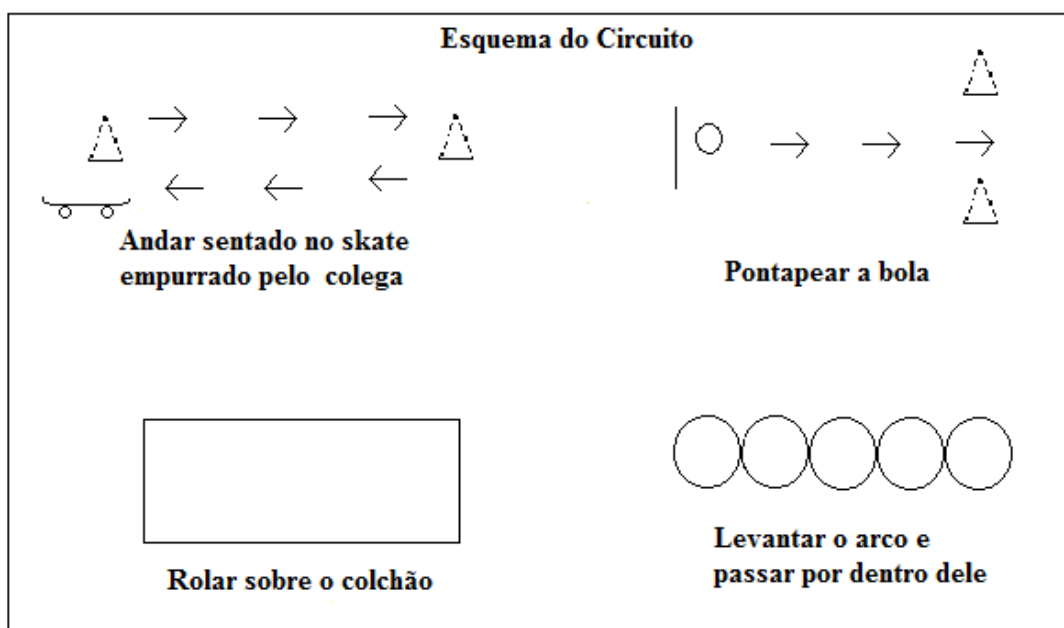 Esquema do Circuito
Andar sentado no skate
empurrado pelo colega
Pontapear a bola
Rolar sobre o colchão
Levantar o arco e
passar por dentro dele